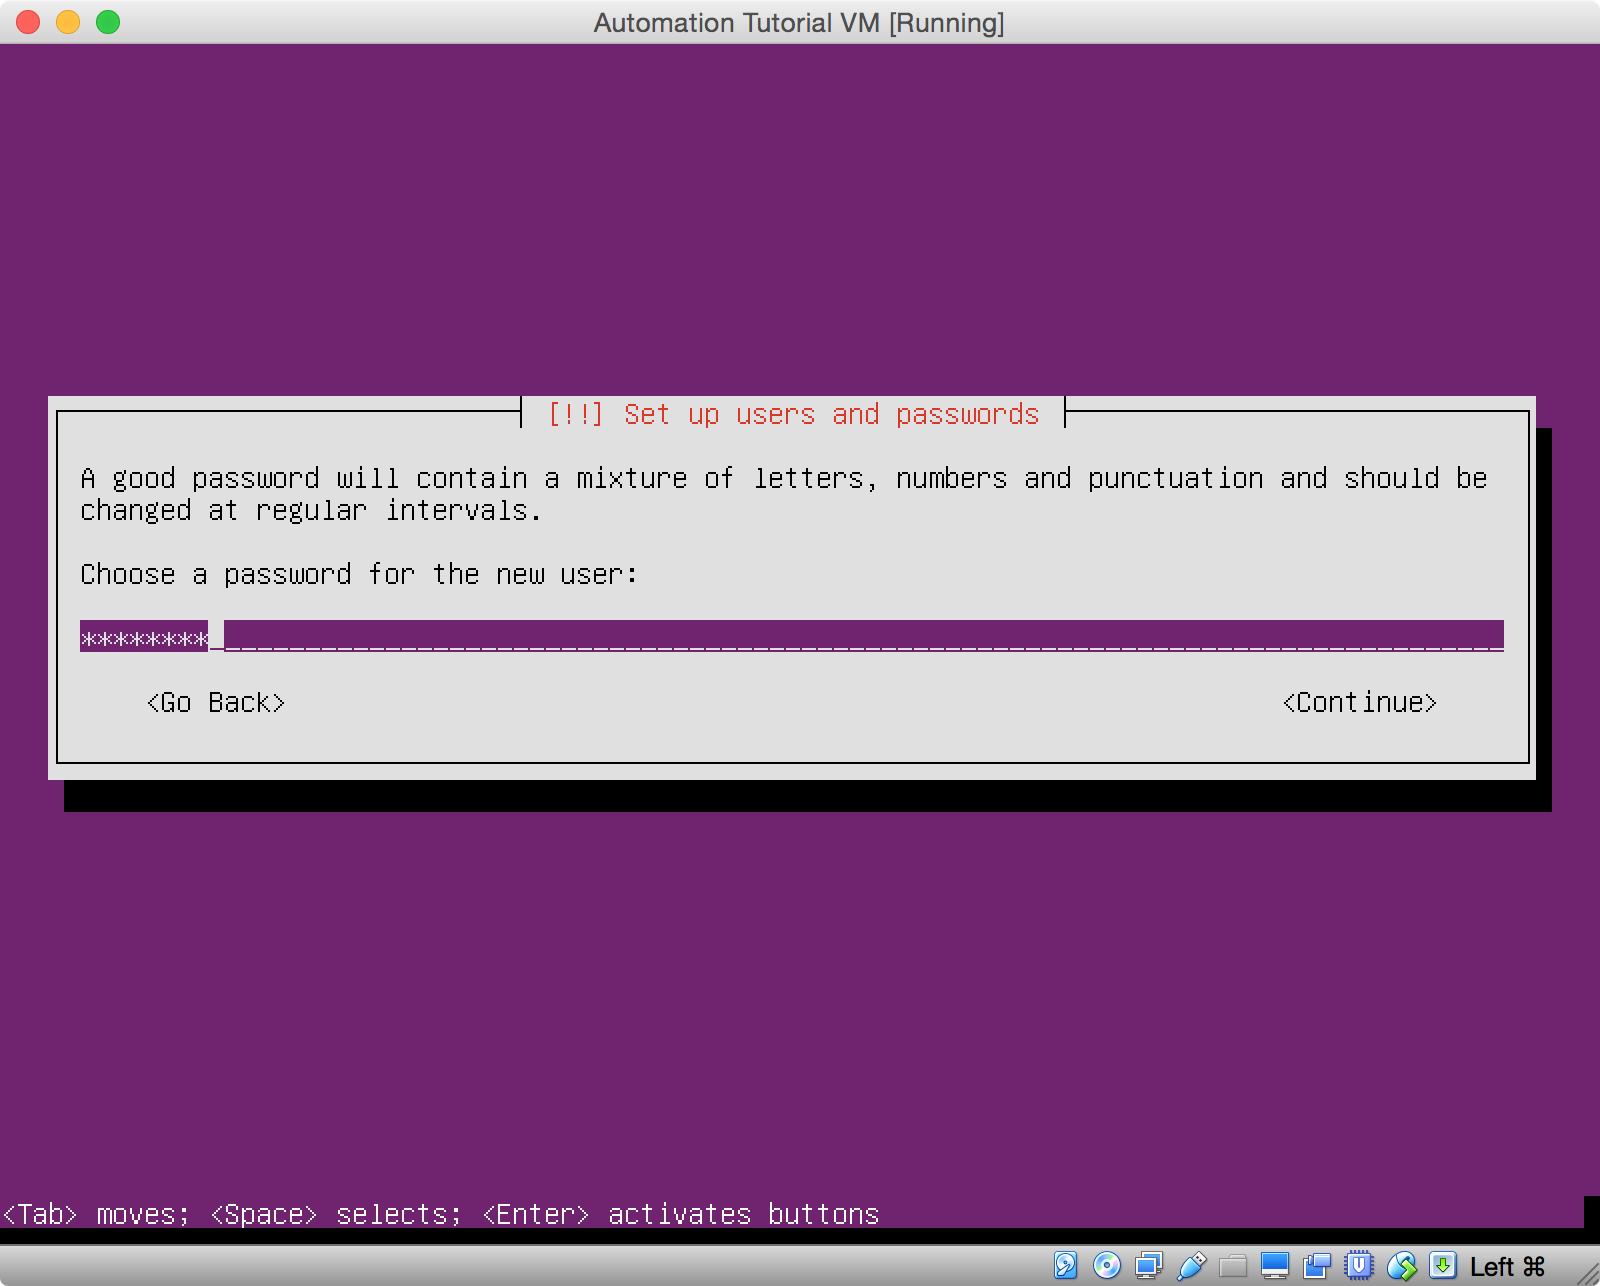 Automation Tutorial VM [Running]
[!!] Set up users and passwords
A good password will contain a mixture of letters, numbers and punctuation and should be
changed at regular intervals.
Choose a password for the new user:
********
<Go Back> <Continue>
<Tab> moves; <Space> selects; <Enter> activates buttons
Left ⌘